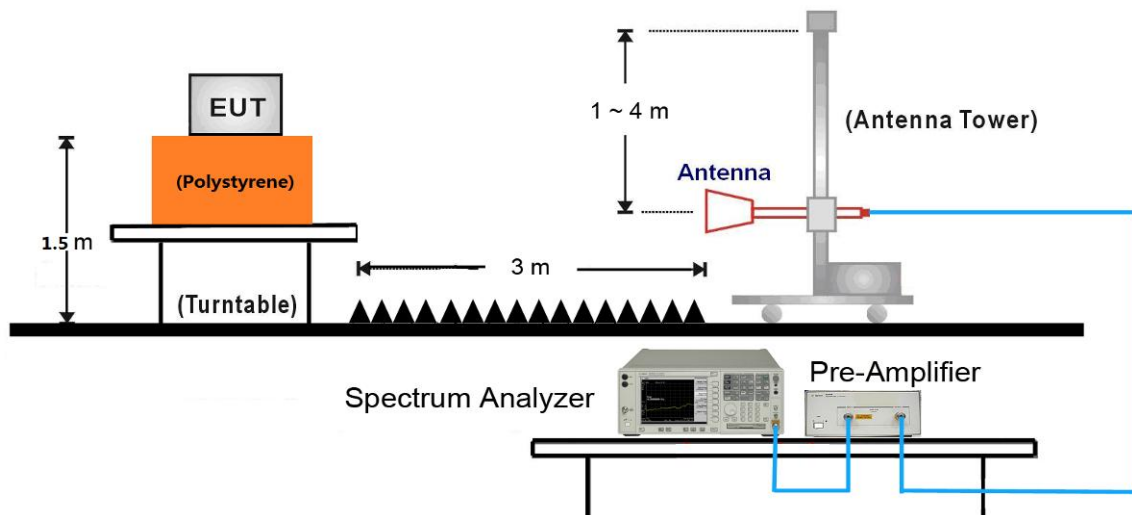 EUT
(Polystyrene)
1.5 m
(Turntable)
3 m
1 ~ 4 m
(Antenna Tower)
Antenna
Spectrum Analyzer
Pre-Amplifier